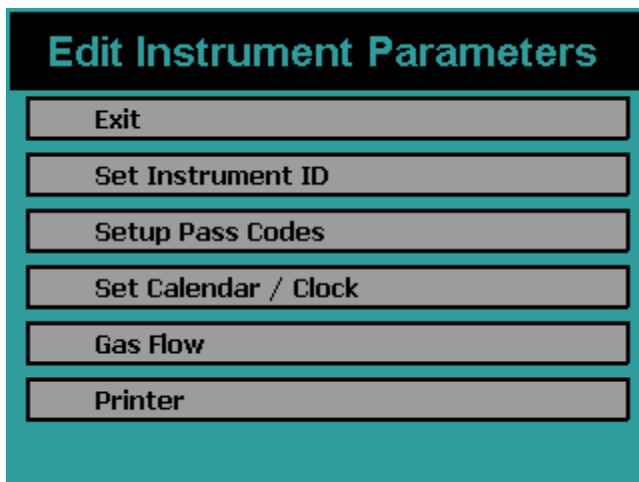 Edit Instrument Parameters
Exit
Set Instrument ID
Setup Pass Codes
Set Calendar / Clock
Gas Flow
Printer